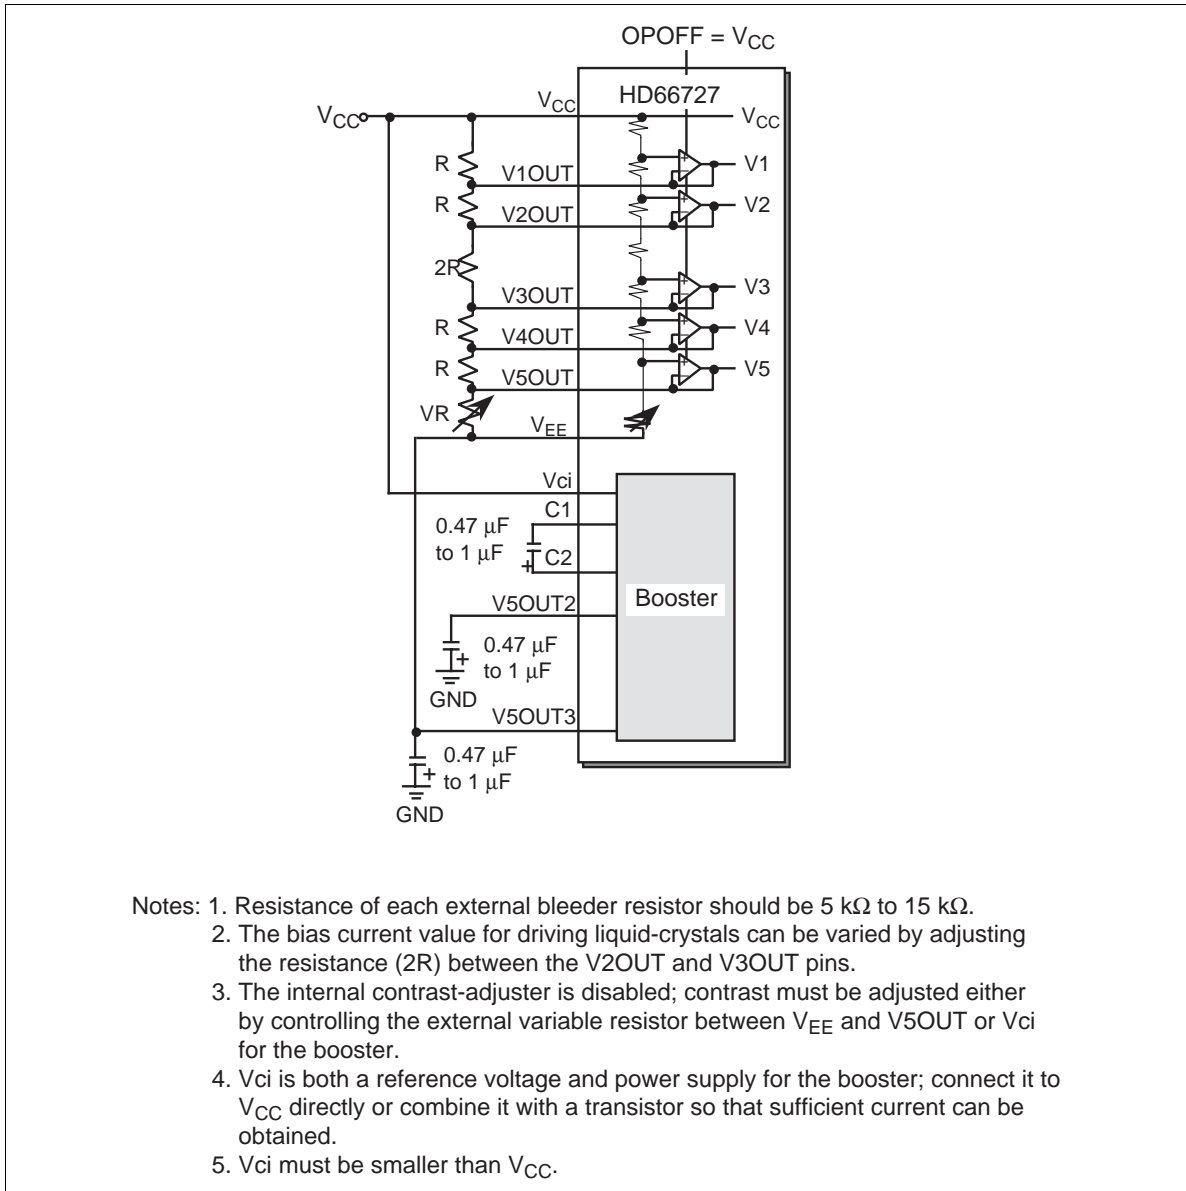 OPOFF = VCC
HD66727
VCC
VCC
VCC
R
V1OUT
+
−
V1
R
V2OUT
+
−
V2
2R
V3OUT
+
−
V3
R
V4OUT
+
−
V4
R
V5OUT
+
−
V5
VR
VEE
Vci
C1
0.47 µF
to 1 µF
+
C2
Booster
V5OUT2
0.47 µF
to 1 µF
+
GND
V5OUT3
0.47 µF
to 1 µF
+
GND
Notes: 1. Resistance of each external bleeder resistor should be 5 kΩ to 15 kΩ.
2. The bias current value for driving liquid-crystals can be varied by adjusting
the resistance (2R) between the V2OUT and V3OUT pins.
3. The internal contrast-adjuster is disabled; contrast must be adjusted either
by controlling the external variable resistor between VEE and V5OUT or Vci
for the booster.
4. Vci is both a reference voltage and power supply for the booster; connect it to
VCC directly or combine it with a transistor so that sufficient current can be
obtained.
5. Vci must be smaller than VCC.